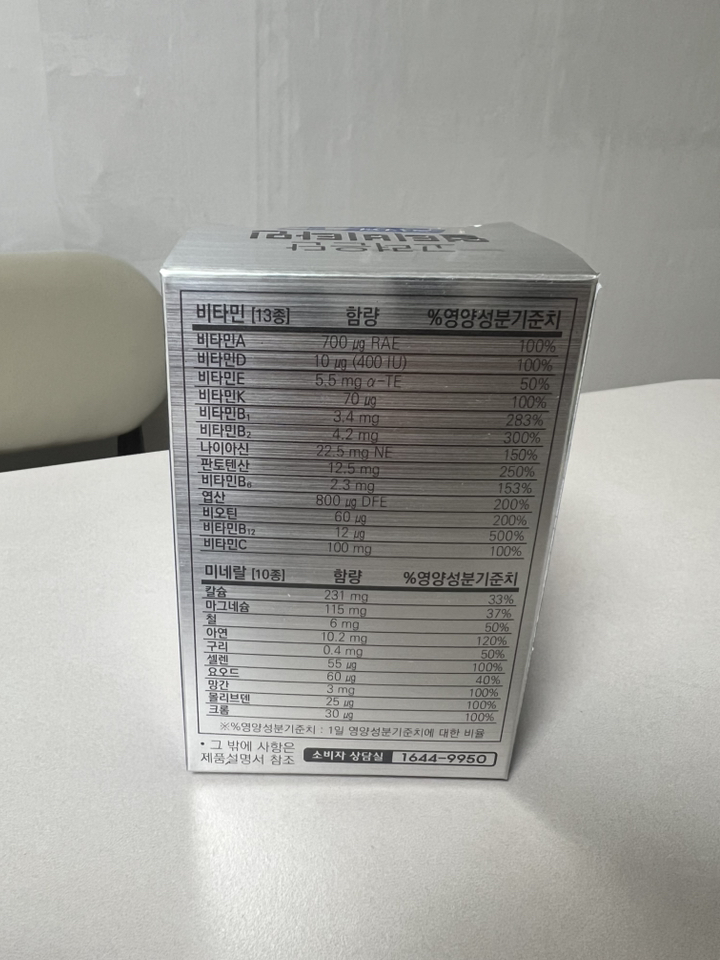 고려은단
멀티비타민
비타민 [13종] 함량 %영양성분기준치
비타민A 700 ㎍ RAE 100%
비타민D 10 ㎍ (400 IU) 100%
비타민E 5.5 mg α-TE 50%
비타민K 70 ㎍ 100%
비타민B₁ 3.4 mg 283%
비타민B₂ 4.2 mg 300%
나이아신 22.5 mg NE 150%
판토텐산 12.5 mg 250%
비타민B₆ 2.3 mg 153%
엽산 800 ㎍ DFE 200%
비오틴 60 ㎍ 200%
비타민B₁₂ 12 ㎍ 500%
비타민C 100 mg 100%
미네랄 [10종] 함량 %영양성분기준치
칼슘 231 mg 33%
마그네슘 115 mg 37%
철 6 mg 50%
아연 10.2 mg 120%
구리 0.4 mg 50%
셀렌 55 ㎍ 100%
요오드 60 ㎍ 40%
망간 3 mg 100%
몰리브덴 25 ㎍ 100%
크롬 30 ㎍ 100%
※%영양성분기준치 : 1일 영양성분기준치에 대한 비율
• 그 밖에 사항은
제품설명서 참조 소비자 상담실 1644-9950